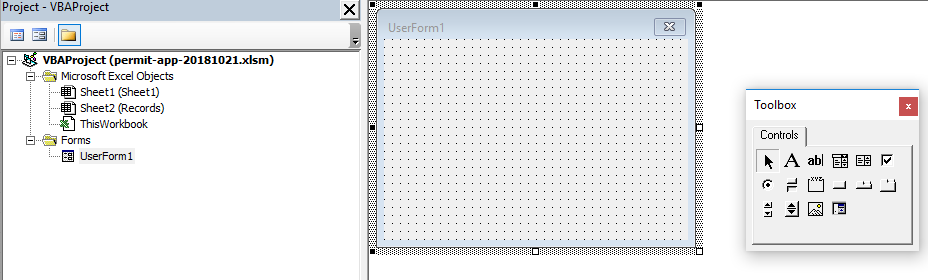 Project - VBAProject
VBAProject (permit-app-20181021.xlsm)
Microsoft Excel Objects
Sheet1 (Sheet1)
Sheet2 (Records)
ThisWorkbook
Forms
UserForm1
UserForm1
Toolbox
Controls
A
ab
XYZ